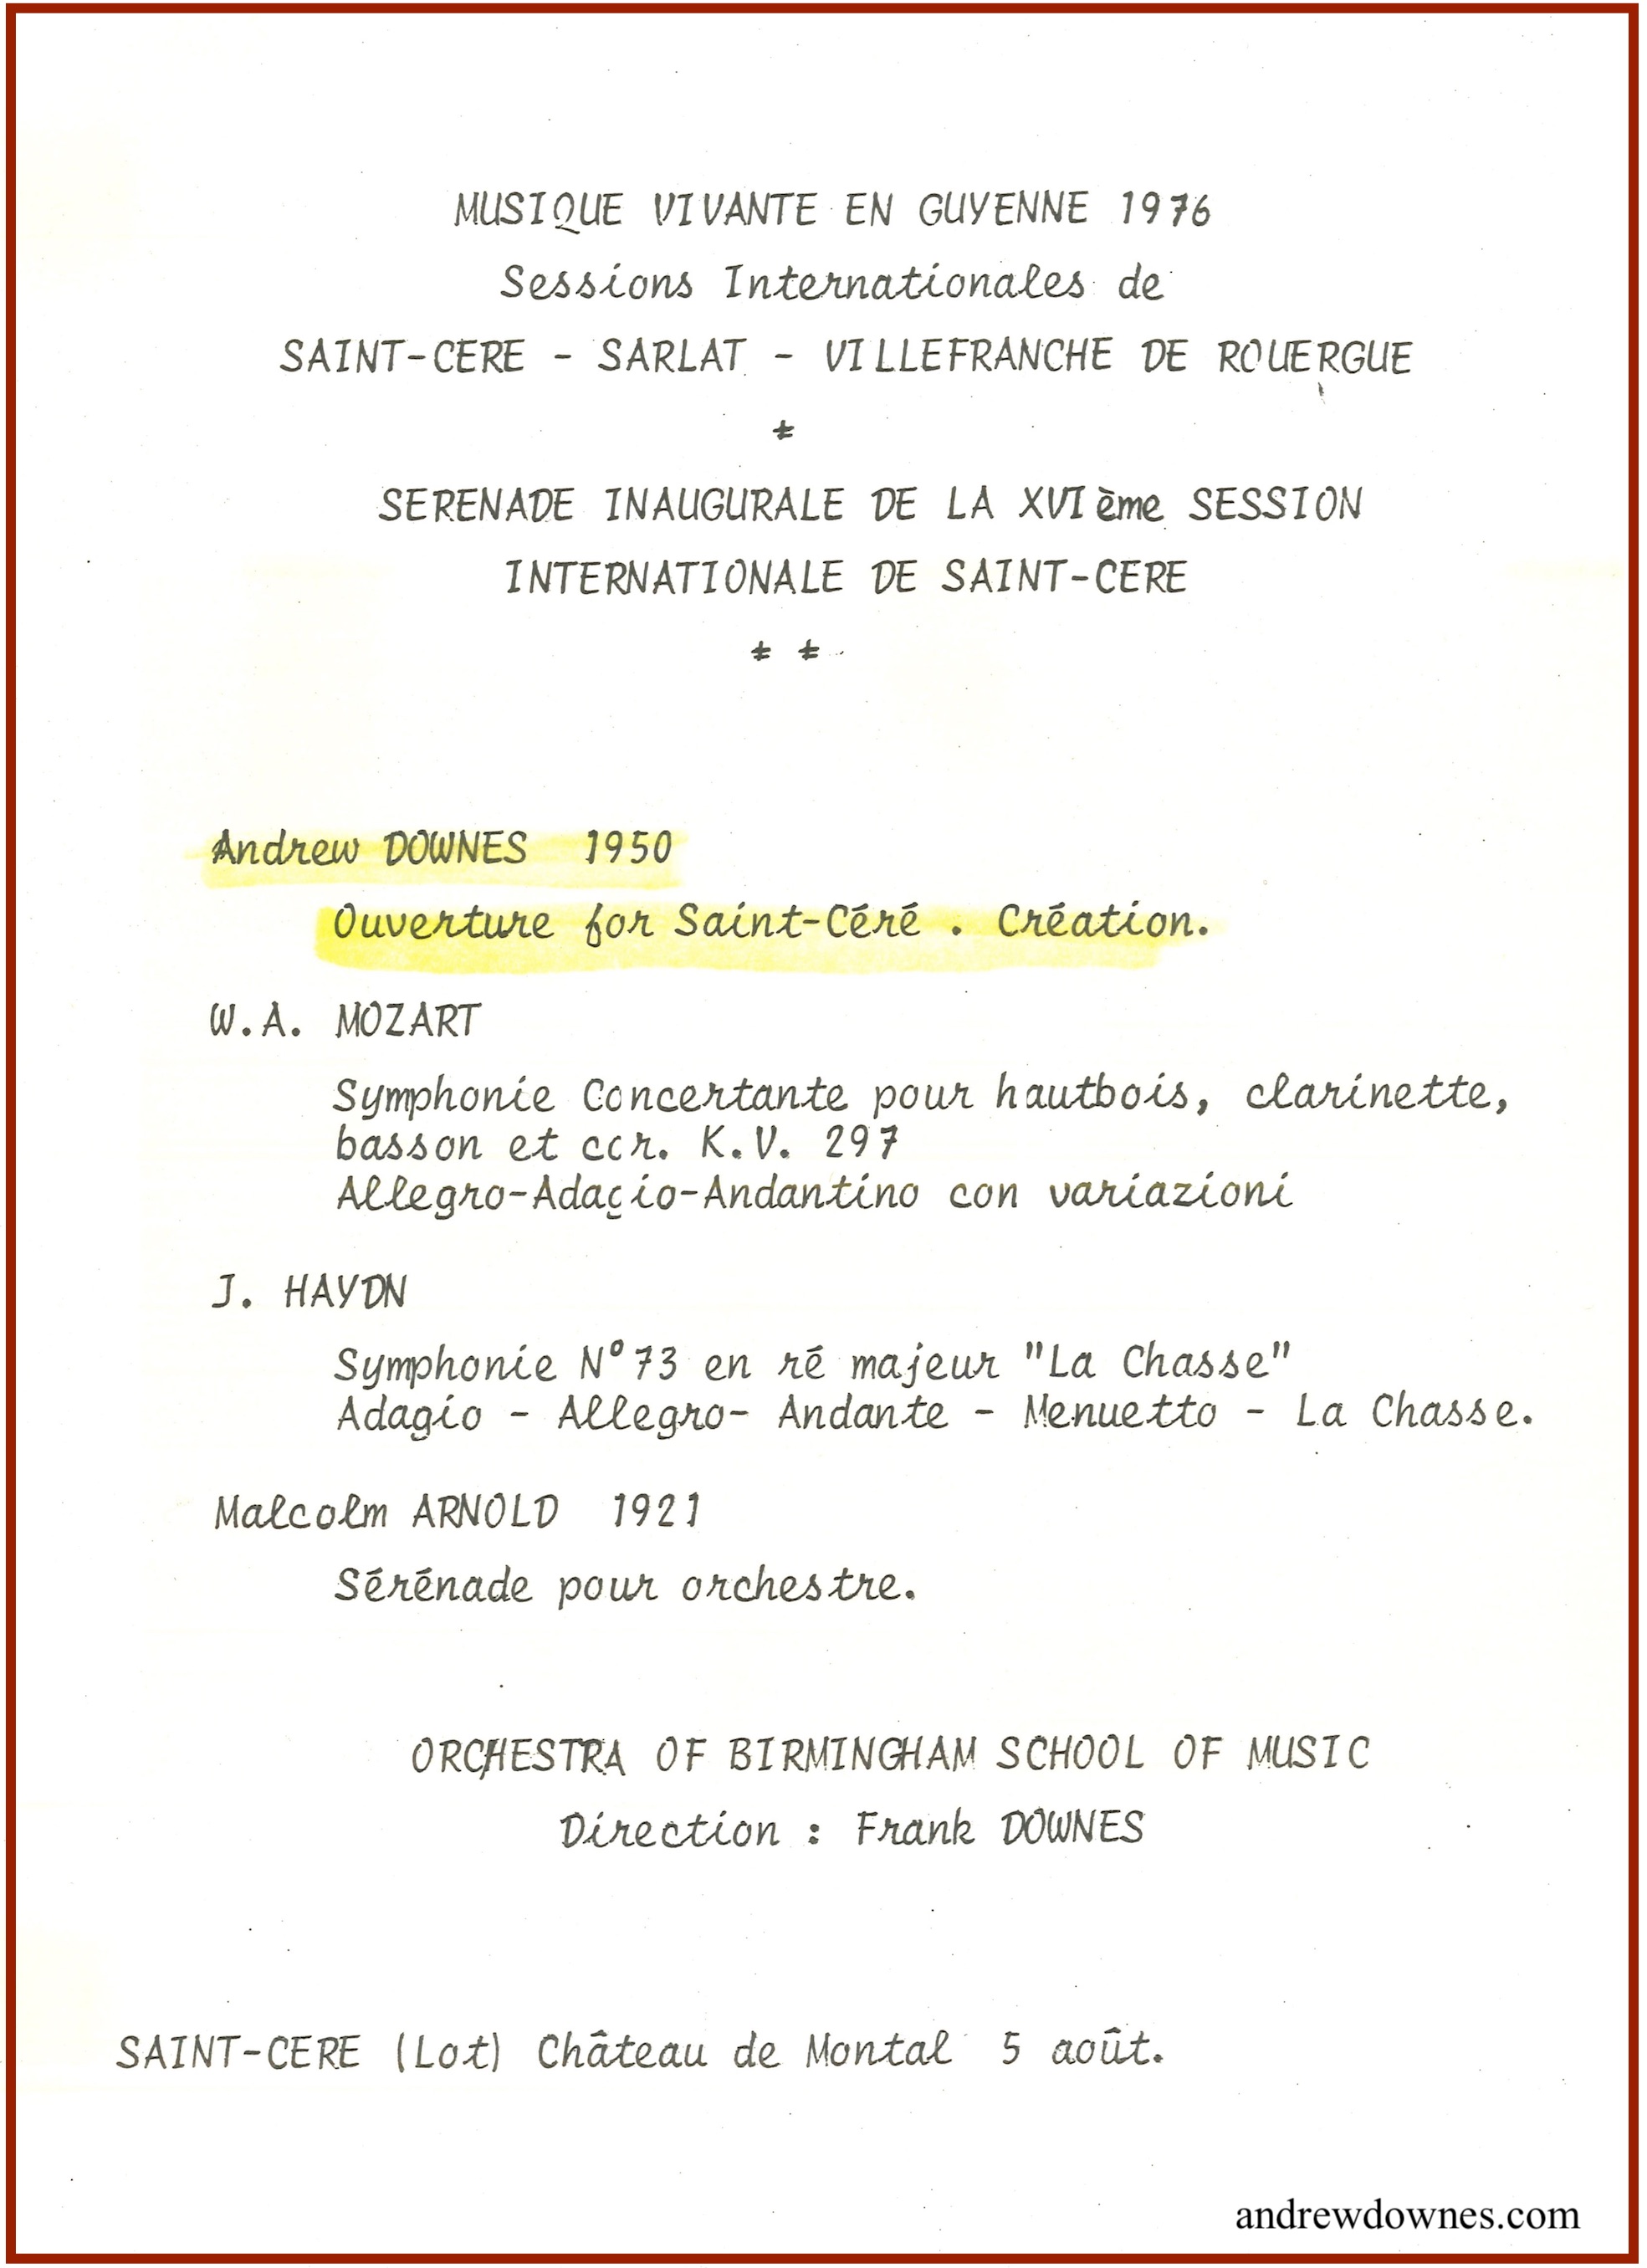 MUSIQUE VIVANTE EN GUYENNE 1976
Sessions Internationales de
SAINT-CERE - SARLAT - VILLEFRANCHE DE ROUERGUE
*
SERENADE INAUGURALE DE LA XVIème SESSION
INTERNATIONALE DE SAINT-CERE
* *
Andrew DOWNES 1950
Ouverture for Saint-Céré . Création.
W.A. MOZART
Symphonie Concertante pour hautbois, clarinette,
basson et cor. K.V. 297
Allegro-Adagio-Andantino con variazioni
J. HAYDN
Symphonie N°73 en ré majeur "La Chasse"
Adagio - Allegro- Andante - Menuetto - La Chasse.
Malcolm ARNOLD 1921
Sérénade pour orchestre.
ORCHESTRA OF BIRMINGHAM SCHOOL OF MUSIC
Direction : Frank DOWNES
SAINT-CERE (Lot) Château de Montal 5 août.
andrewdownes.com